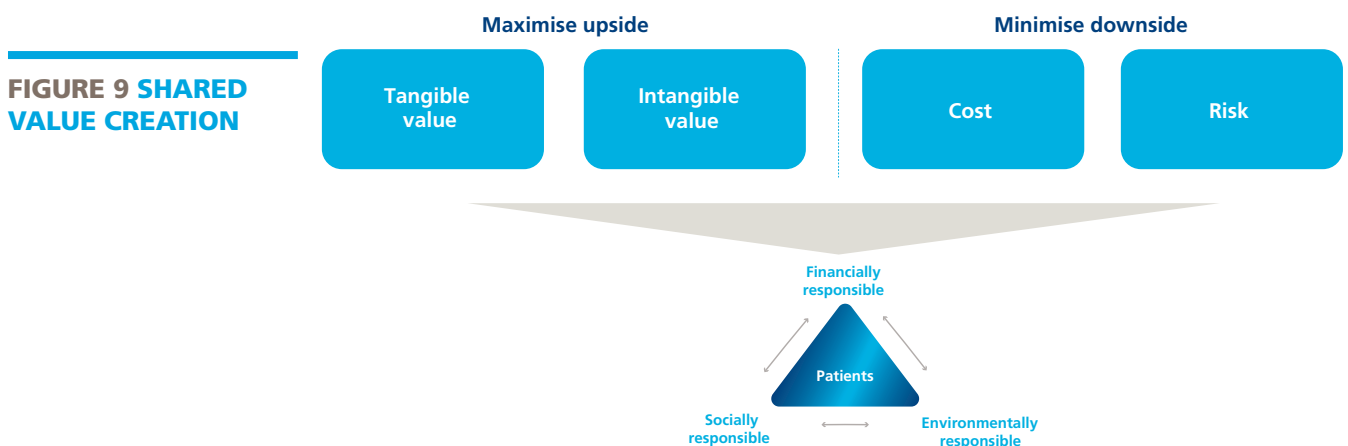 FIGURE 9 SHARED
VALUE CREATION
Maximise upside
Minimise downside
Tangible
value
Intangible
value
Cost
Risk
Financially
responsible
Patients
Socially
responsible
Environmentally
responsible